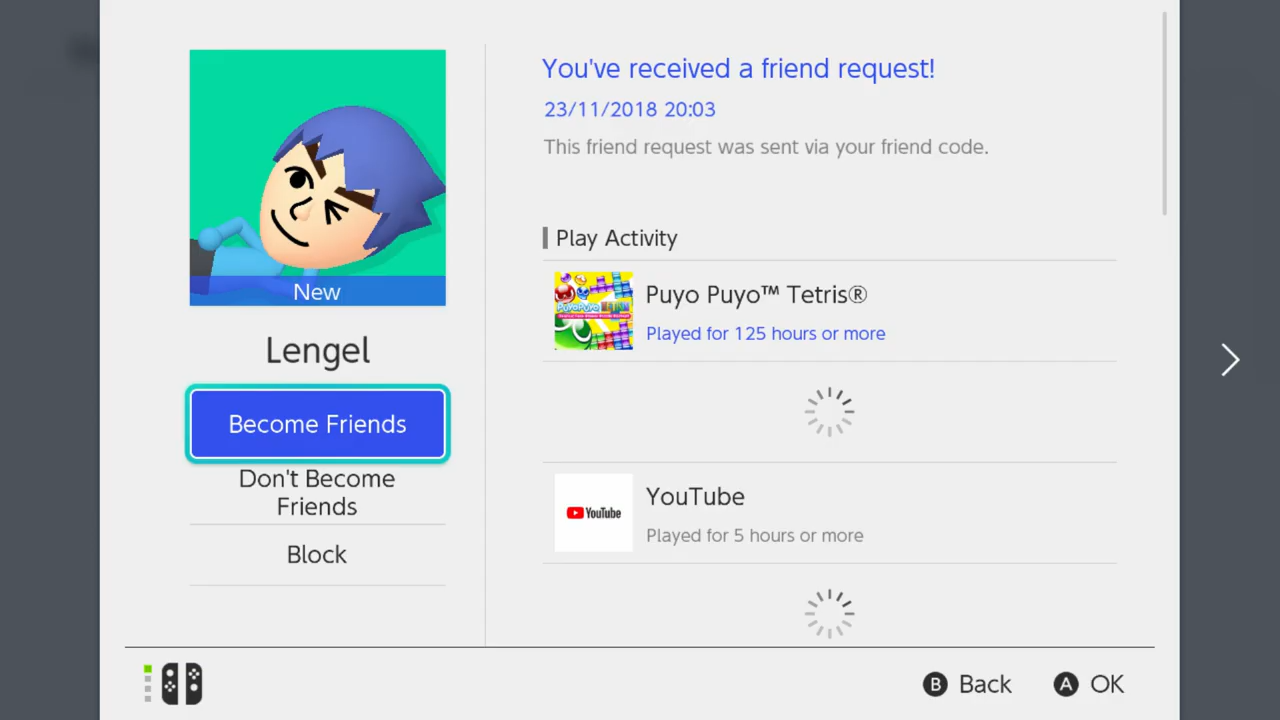 New
Lengel
Become Friends
Don't Become
Friends
Block
You've received a friend request!
23/11/2018 20:03
This friend request was sent via your friend code.
Play Activity
Puyo Puyo™ Tetris®
Played for 125 hours or more
YouTube
YouTube
Played for 5 hours or more
B Back
A OK